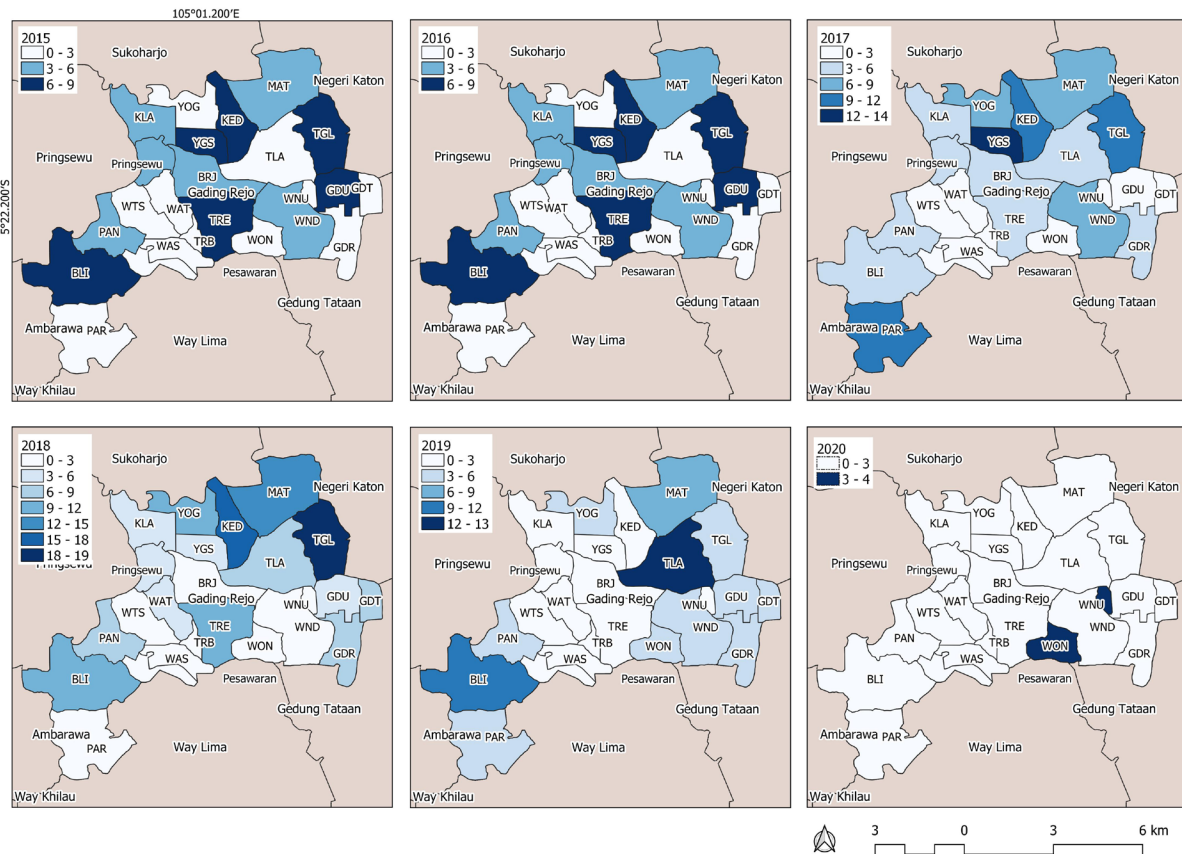 105°01.200'E
5°22.200'S
2015
0 - 3
3 - 6
6 - 9
Sukoharjo
Negeri Katon
MAT
YOG
KLA
KED
TGL
YGS
TLA
Pringsewu
Pringsewu
BRJ
Gading Rejo
GDU
GDT
WNU
WTS
WAT
TRE
WND
PAN
WAS
TRB
WON
GDR
BLI
Pesawaran
Gedung Tataan
Ambarawa
PAR
Way Lima
Way Khilau
2016
0 - 3
3 - 6
6 - 9
Sukoharjo
Negeri Katon
MAT
YOG
KLA
KED
TGL
YGS
TLA
Pringsewu
Pringsewu
BRJ
Gading Rejo
GDU
GDT
WNU
WTS
WAT
TRE
WND
PAN
WAS
TRB
WON
GDR
BLI
Pesawaran
Gedung Tataan
Ambarawa
PAR
Way Lima
Way Khilau
2017
0 - 3
3 - 6
6 - 9
9 - 12
12 - 14
Sukoharjo
Negeri Katon
MAT
YOG
KLA
KED
TGL
YGS
TLA
Pringsewu
Pringsewu
BRJ
Gading Rejo
GDU
GDT
WNU
WTS
WAT
TRE
WND
PAN
WAS
TRB
WON
GDR
BLI
Pesawaran
Gedung Tataan
Ambarawa
PAR
Way Lima
Way Khilau
2018
0 - 3
3 - 6
6 - 9
9 - 12
12 - 15
15 - 18
18 - 19
Sukoharjo
Negeri Katon
MAT
YOG
KLA
KED
TGL
YGS
TLA
Pringsewu
Pringsewu
BRJ
Gading Rejo
GDU
GDT
WNU
WTS
WAT
TRE
WND
PAN
WAS
TRB
WON
GDR
BLI
Pesawaran
Gedung Tataan
Ambarawa
PAR
Way Lima
Way Khilau
2019
0 - 3
3 - 6
6 - 9
9 - 12
12 - 13
Sukoharjo
Negeri Katon
MAT
YOG
KLA
KED
TGL
YGS
TLA
Pringsewu
Pringsewu
BRJ
Gading Rejo
GDU
GDT
WNU
WTS
WAT
TRE
WND
PAN
WAS
TRB
WON
GDR
BLI
Pesawaran
Gedung Tataan
Ambarawa
PAR
Way Lima
Way Khilau
2020
0 - 3
3 - 4
Sukoharjo
Negeri Katon
MAT
YOG
KLA
KED
TGL
YGS
TLA
Pringsewu
Pringsewu
BRJ
Gading Rejo
GDU
GDT
WNU
WTS
WAT
TRE
WND
PAN
WAS
TRB
WON
GDR
BLI
Pesawaran
Gedung Tataan
Ambarawa
PAR
Way Lima
Way Khilau
3 0 3 6 km